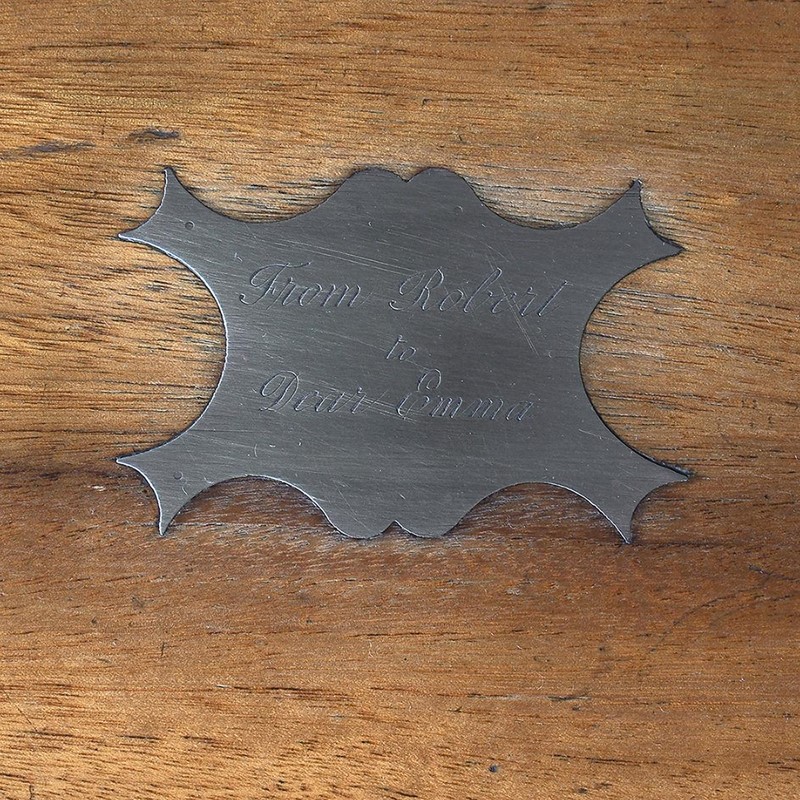 From Robert
to
Dear Emma